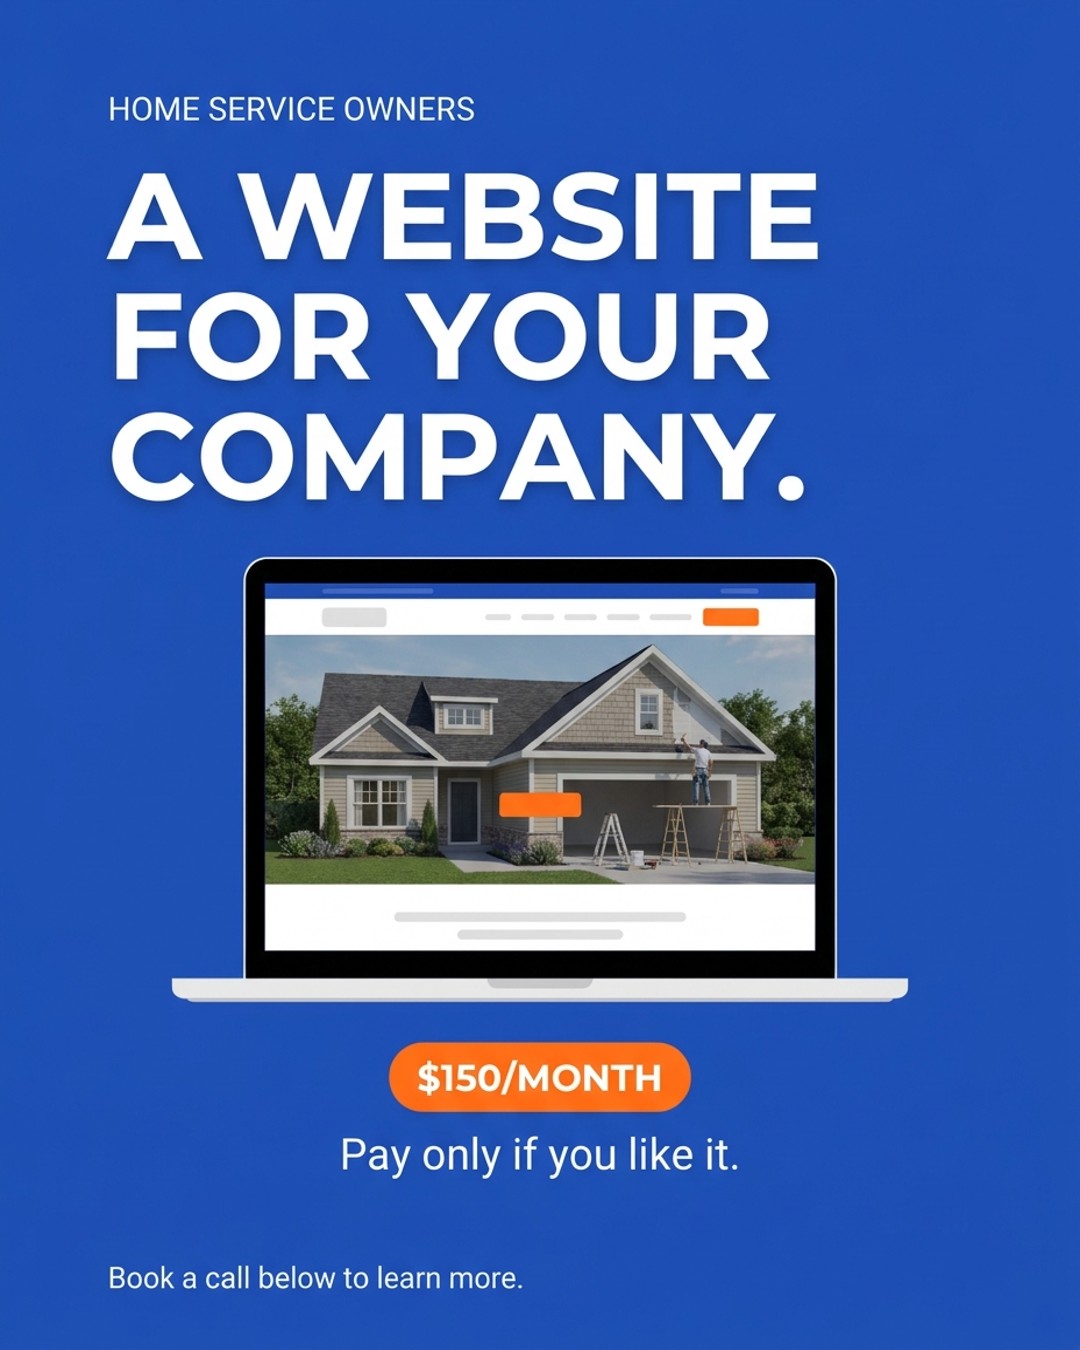 HOME SERVICE OWNERS
A WEBSITE
FOR YOUR
COMPANY.
$150/MONTH
Pay only if you like it.
Book a call below to learn more.